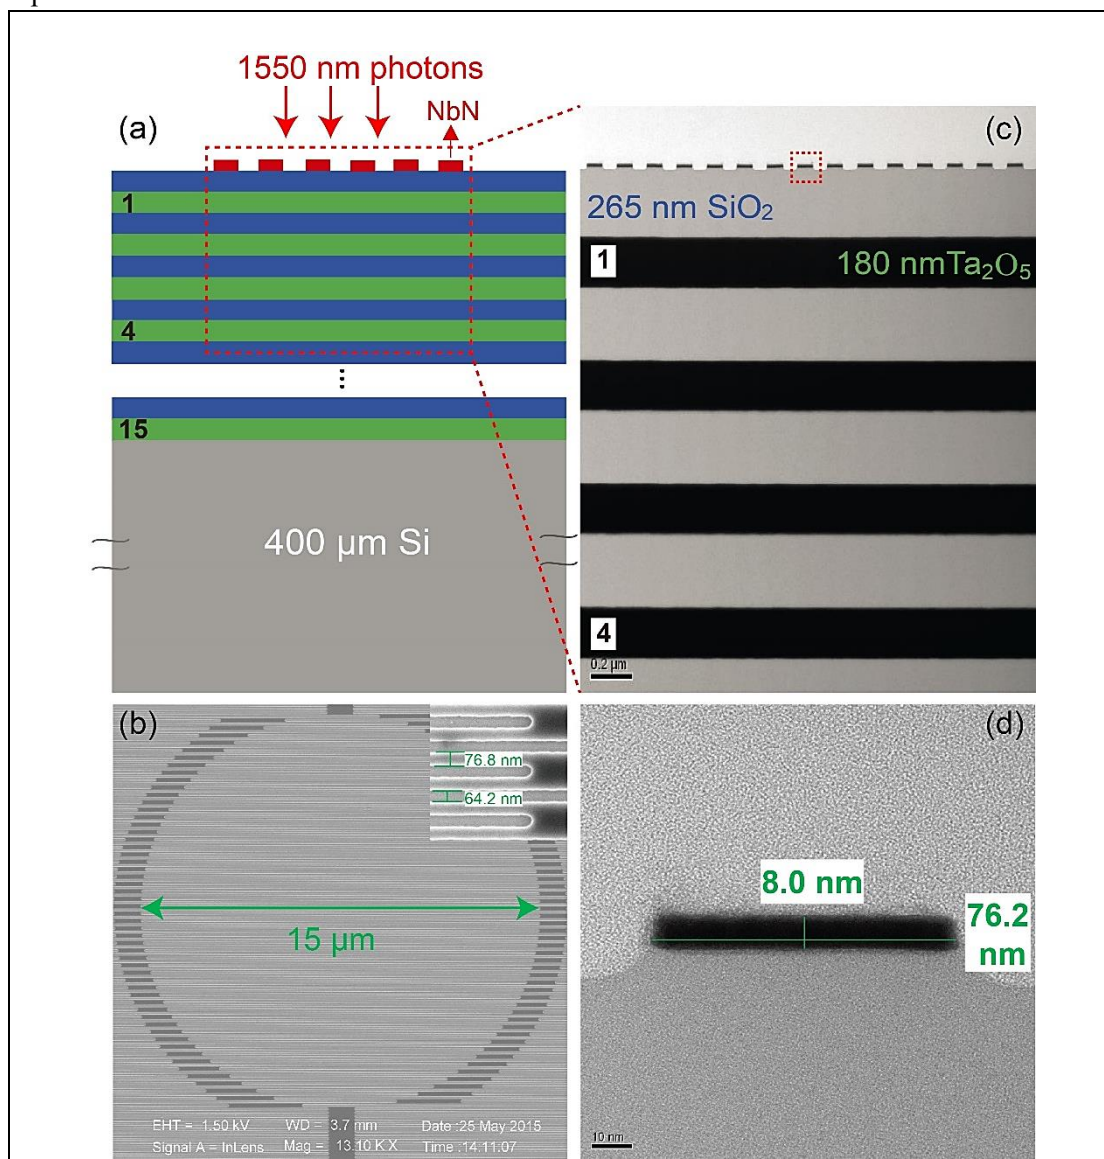 1550 nm photons
(a)
NbN
1
4
⋮
15
400 μm Si
(c)
265 nm SiO₂
1
180 nmTa₂O₅
4
0.2 μm
(b)
76.8 nm
64.2 nm
15 μm
EHT = 1.50 kV WD = 3.7 mm Date :25 May 2015
Signal A = InLens Mag = 13.10 K X Time :14:11:07
(d)
8.0 nm
76.2
nm
10 nm